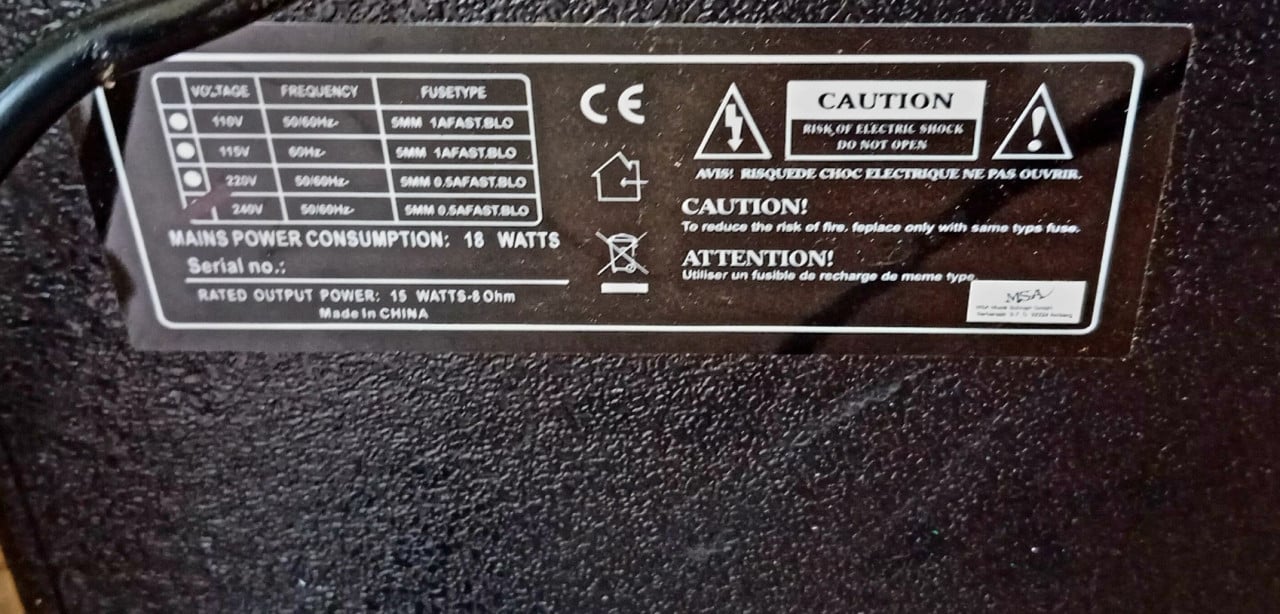 VOLTAGE FREQUENCY FUSETYPE
110V 50/60Hz- 5MM 1AFAST.BLO
115V 60Hz- 5MM 1AFAST.BLO
220V 50/60Hz- 5MM 0.5AFAST.BLO
240V 50/60Hz- 5MM 0.5AFAST.BLO
MAINS POWER CONSUMPTION: 18 WATTS
Serial no.:
RATED OUTPUT POWER: 15 WATTS-8 Ohm
Made In CHINA
CE
CAUTION
RISK OF ELECTRIC SHOCK
DO NOT OPEN
AVIS! RISQUEDE CHOC ELECTRIQUE NE PAS OUVRIR.
CAUTION!
To reduce the risk of fire, feplace only with same typs fuse.
ATTENTION!
Utiliser un fusible de recharge de meme type
MSA